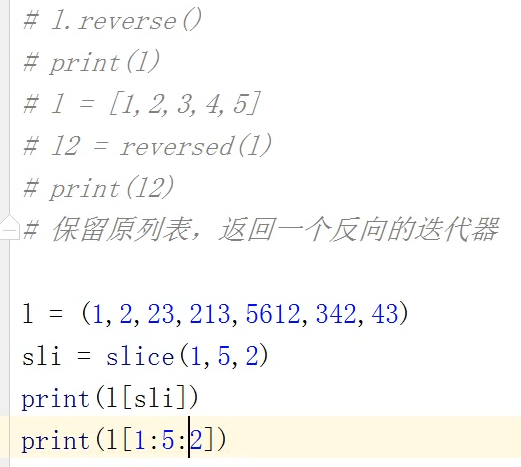 # l.reverse()
# print(l)
# l = [1,2,3,4,5]
# l2 = reversed(l)
# print(l2)
# 保留原列表，返回一个反向的迭代器
l = (1,2,23,213,5612,342,43)
sli = slice(1,5,2)
print(l[sli])
print(l[1:5:2])